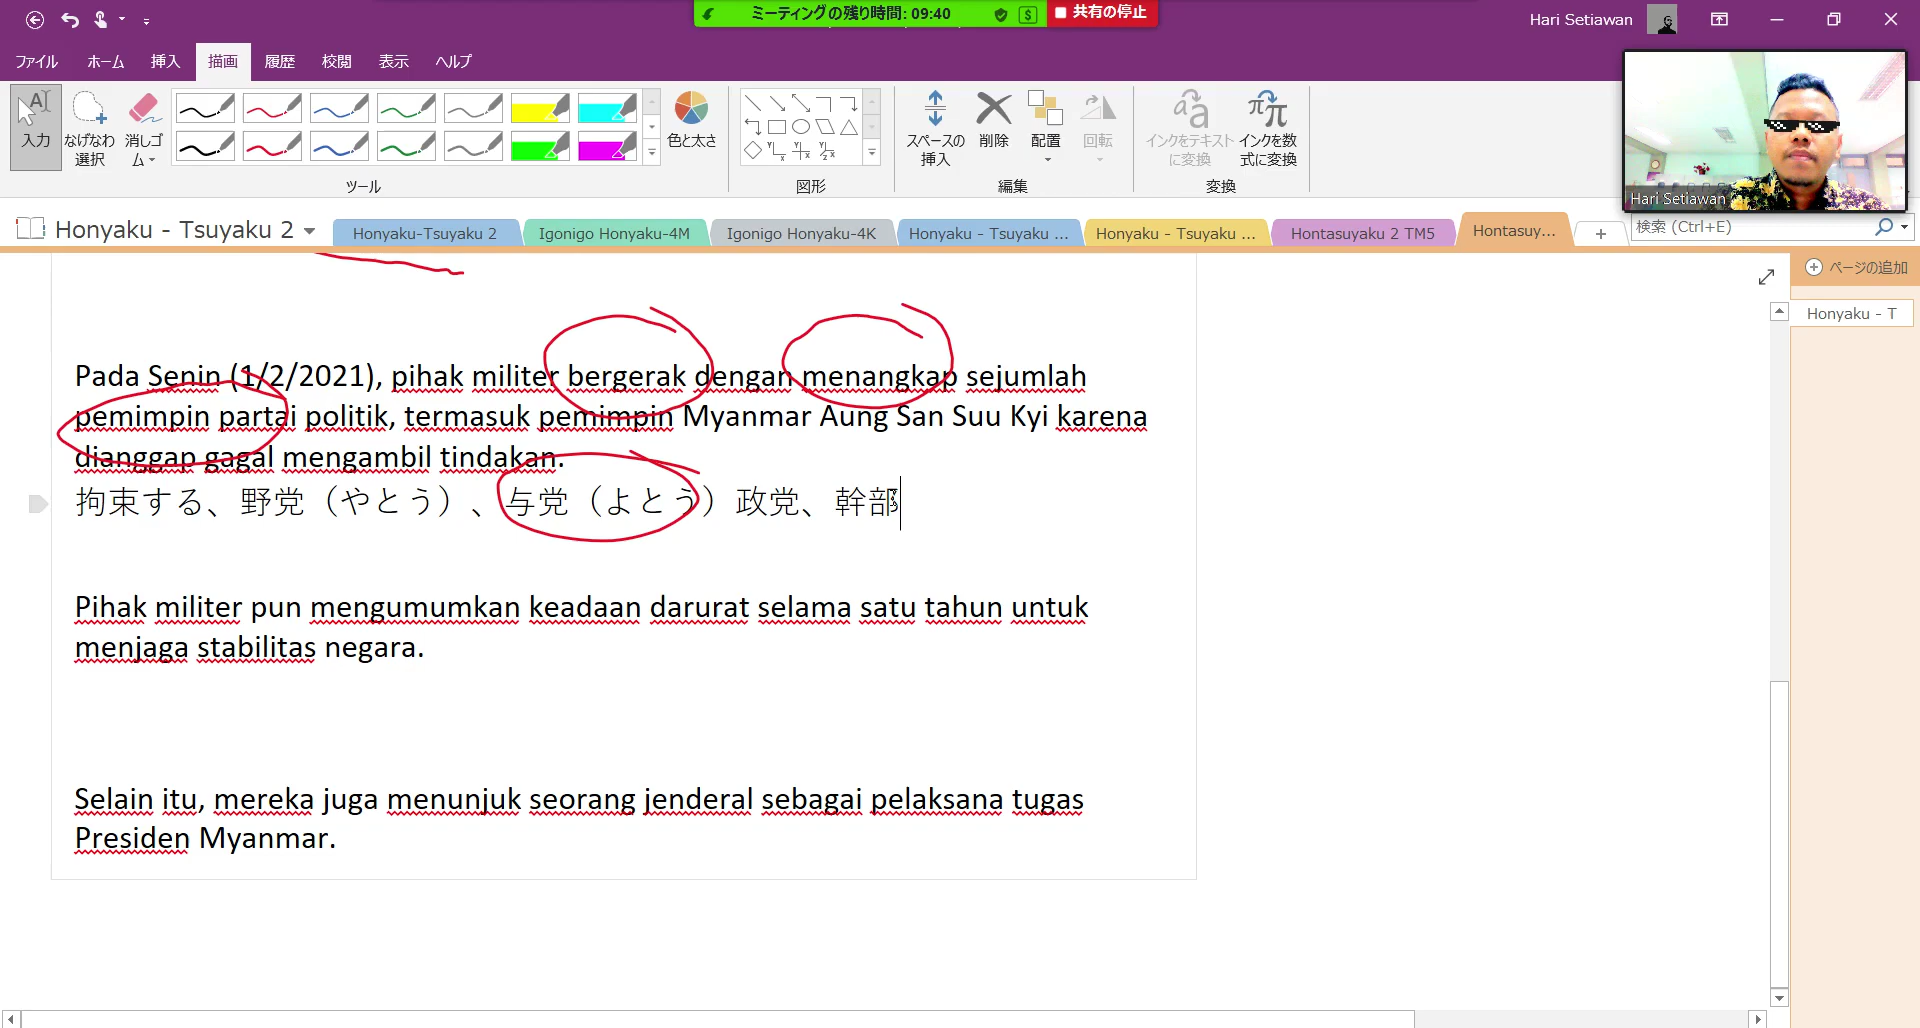 ミーティングの残り時間: 09:40
$
共有の停止
Hari Setiawan
ファイル ホーム 挿入 描画 履歴 校閲 表示 ヘルプ
入力 なげなわ選択 消しゴム 色と太さ スペースの挿入 削除 配置 回転 インクをテキストに変換 インクを数式に変換
ツール 図形 編集 変換
Hari Setiawan
Honyaku - Tsuyaku 2
Honyaku-Tsuyaku 2 Igonigo Honyaku-4M Igonigo Honyaku-4K Honyaku - Tsuyaku ... Honyaku - Tsuyaku ... Hontasuyaku 2 TM5 Hontasuy...
検索 (Ctrl+E)
ページの追加
Honyaku - T
Pada Senin (1/2/2021), pihak militer bergerak dengan menangkap sejumlah
pemimpin partai politik, termasuk pemimpin Myanmar Aung San Suu Kyi karena
dianggap gagal mengambil tindakan.
拘束する、野党（やとう）、与党（よとう）政党、幹部
Pihak militer pun mengumumkan keadaan darurat selama satu tahun untuk
menjaga stabilitas negara.
Selain itu, mereka juga menunjuk seorang jenderal sebagai pelaksana tugas
Presiden Myanmar.